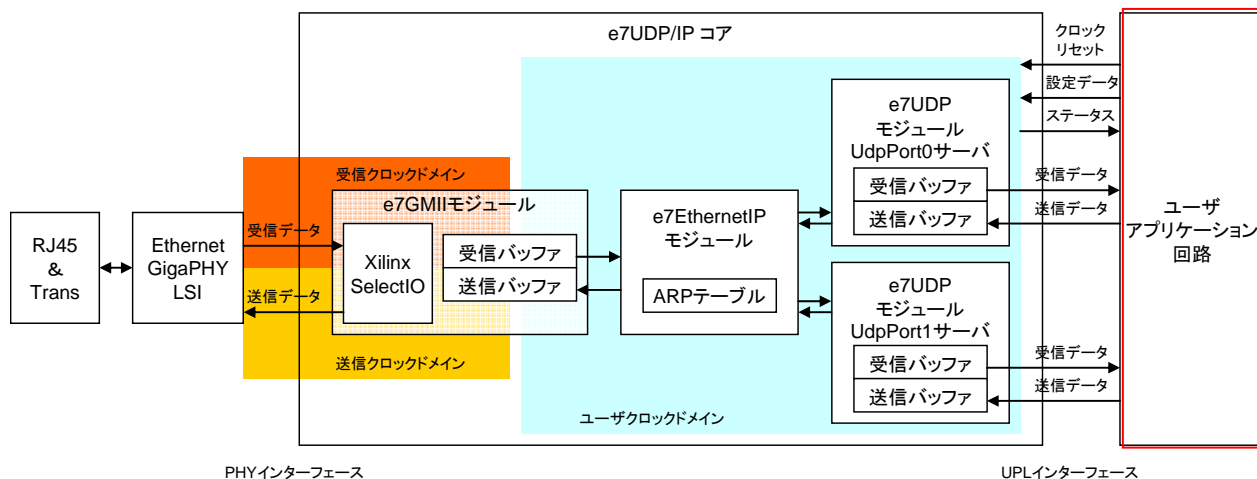 e7UDP/IP コア
クロック
リセット
設定データ
ステータス
e7UDP
モジュール
UdpPort0サーバ
受信バッファ
送信バッファ
受信データ
送信データ
受信クロックドメイン
e7GMIIモジュール
RJ45
&
Trans
Ethernet
GigaPHY
LSI
受信データ
送信データ
Xilinx
SelectIO
受信バッファ
送信バッファ
e7EthernetIP
モジュール
ARPテーブル
ユーザ
アプリケーション
回路
e7UDP
モジュール
UdpPort1サーバ
受信バッファ
送信バッファ
受信データ
送信データ
送信クロックドメイン
ユーザクロックドメイン
PHYインターフェース
UPLインターフェース